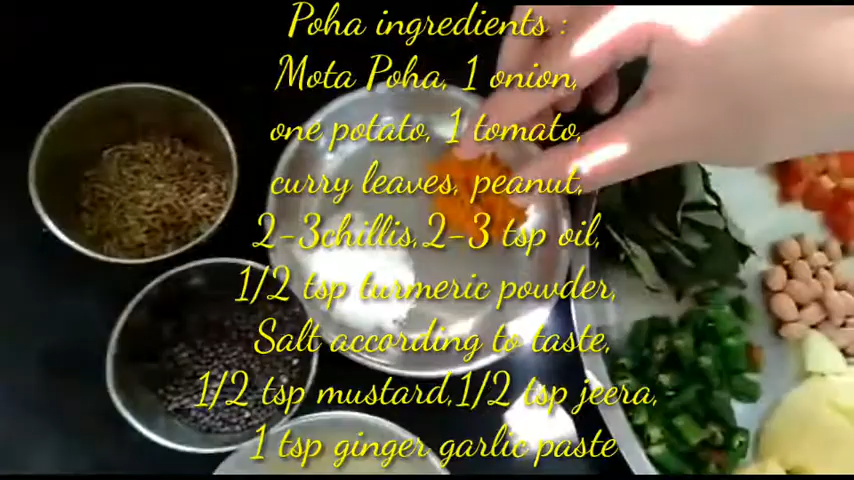 Poha ingredients :
Mota Poha, 1 onion,
one potato, 1 tomato,
curry leaves, peanut,
2-3chillis,2-3 tsp oil,
1/2 tsp turmeric powder,
Salt according to taste,
1/2 tsp mustard,1/2 tsp jeera,
1 tsp ginger garlic paste